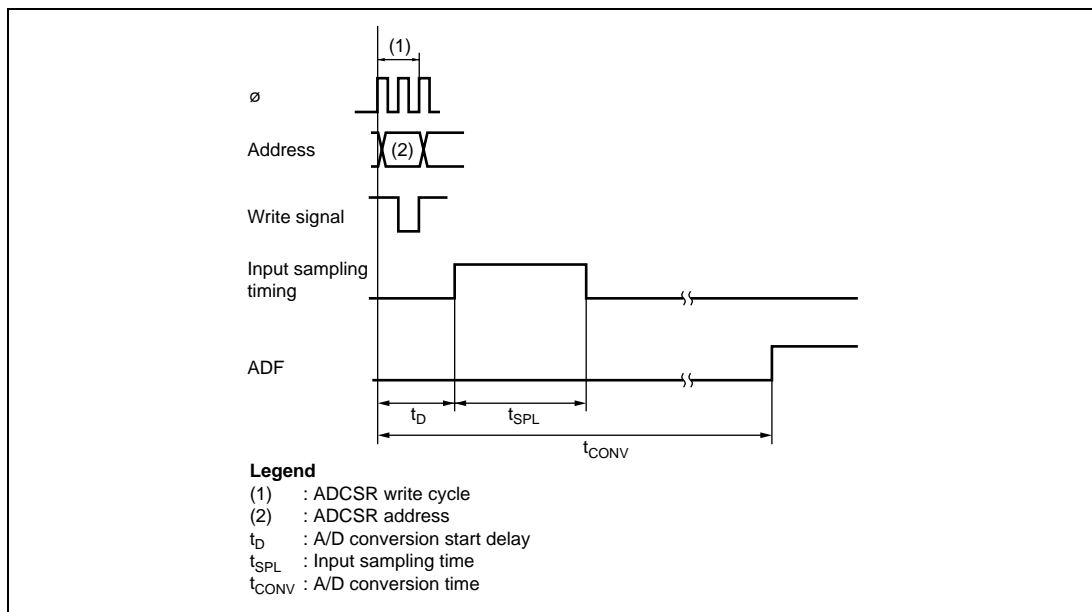 (1)
ø
Address
(2)
Write signal
Input sampling
timing
ADF
tD
tSPL
tCONV
Legend
(1) : ADCSR write cycle
(2) : ADCSR address
tD : A/D conversion start delay
tSPL : Input sampling time
tCONV : A/D conversion time